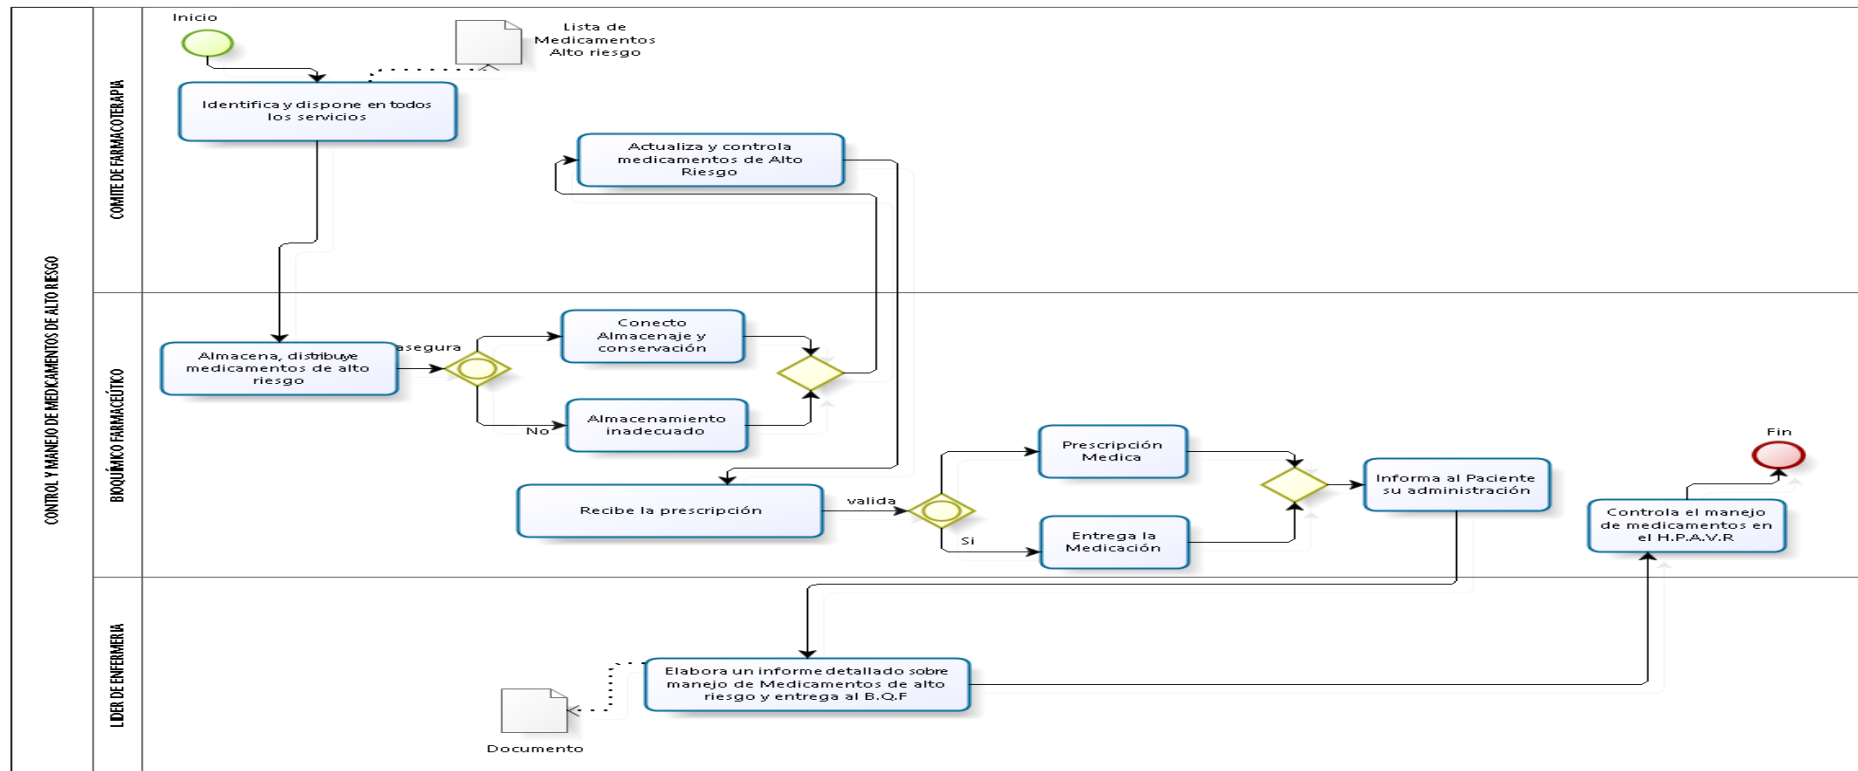 CONTROL Y MANEJO DE MEDICAMENTOS DE ALTO RIESGO
COMITE DE FARMACOTERAPIA
Inicio
Lista de
Medicamentos
Alto riesgo
Identifica y dispone en todos
los servicios
Actualiza y controla
medicamentos de Alto
Riesgo
BIOQUÍMICO FARMACEÚTICO
Almacena, distribuye
medicamentos de alto
riesgo
asegura
Conecto
Almacenaje y
conservación
No
Almacenamiento
inadecuado
Recibe la prescripción
valida
Prescripción
Medica
Si
Entrega la
Medicación
Informa al Paciente
su administración
Fin
Controla el manejo
de medicamentos en
el H.P.A.V.R
LIDER DE ENFERMERIA
Elabora un informe detallado sobre
manejo de Medicamentos de alto
riesgo y entrega al B.Q.F
Documento